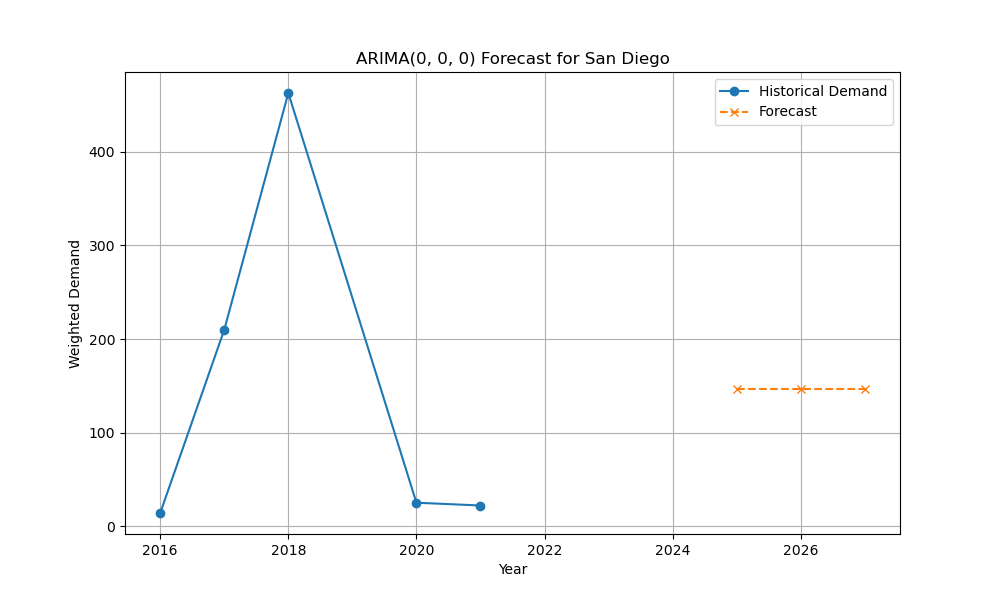 ARIMA(0, 0, 0) Forecast for San Diego
Historical Demand
Forecast
Weighted Demand
400
300
200
100
0
2016 2018 2020 2022 2024 2026
Year